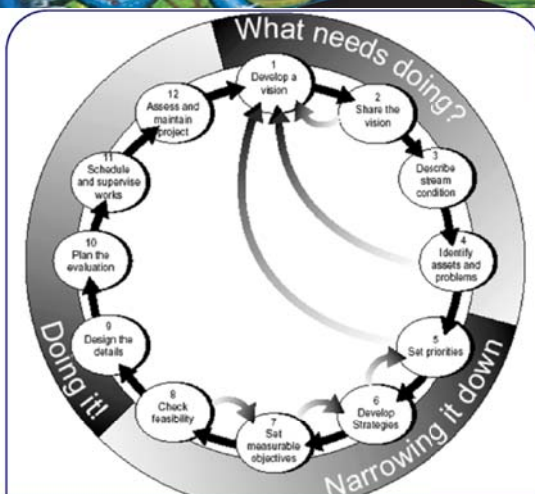 What needs doing?
1
Develop a
vision
2
Share the
vision
3
Describe
stream
condition
4
Identify
assets and
problems
5
Set priorities
6
Develop
Strategies
7
Set
measurable
objectives
8
Check
feasibility
9
Design the
details
10
Plan the
evaluation
11
Schedule
and supervise
works
12
Assess and
maintain
project
Narrowing it down
Doing it!